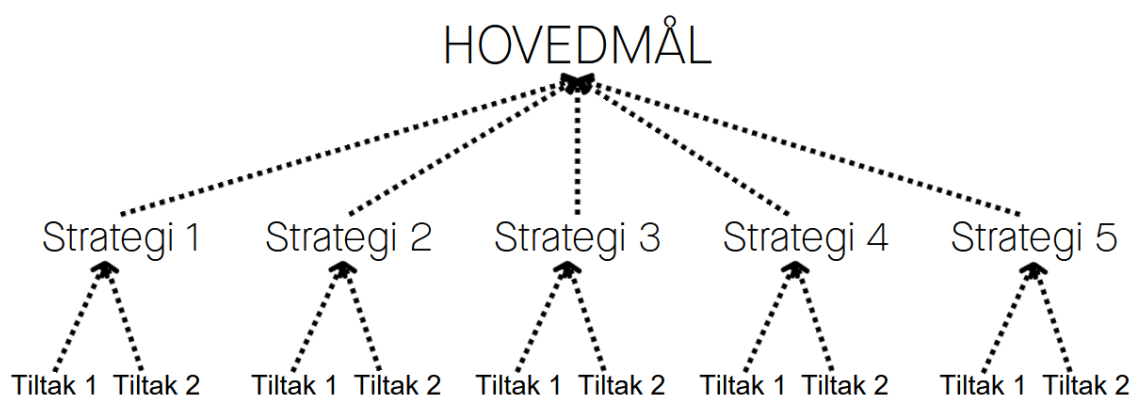 HOVEDMÅL
Strategi 1 Strategi 2 Strategi 3 Strategi 4 Strategi 5
Tiltak 1 Tiltak 2 Tiltak 1 Tiltak 2 Tiltak 1 Tiltak 2 Tiltak 1 Tiltak 2 Tiltak 1 Tiltak 2